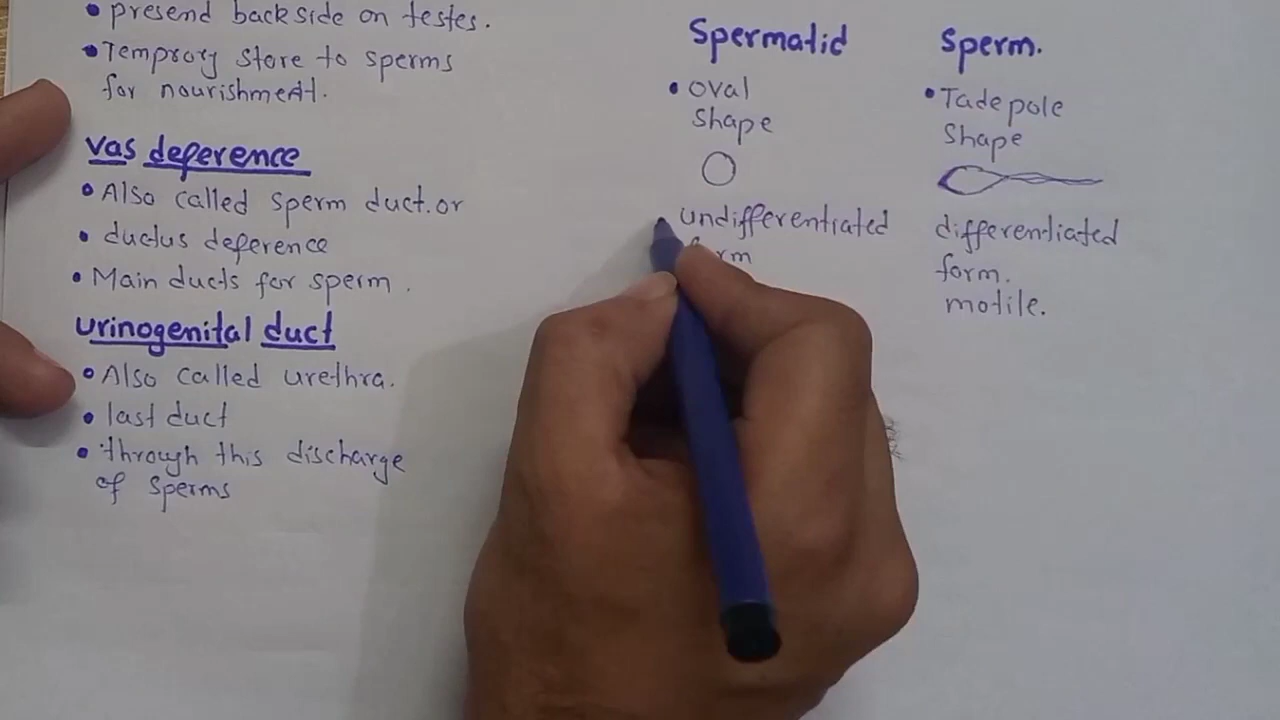 • presend backside on testes.
• Temprory store to sperms
for nourishment.
vas deference
• Also called sperm duct.or
• ductus deference
• Main ducts for sperm.
urinogenital duct
• Also called urethra.
• last duct
• through this discharge
of sperms
Spermatid
• Oval
Shape
• undifferentiated
Sperm.
• Tadepole
Shape
differentiated
form.
motile.